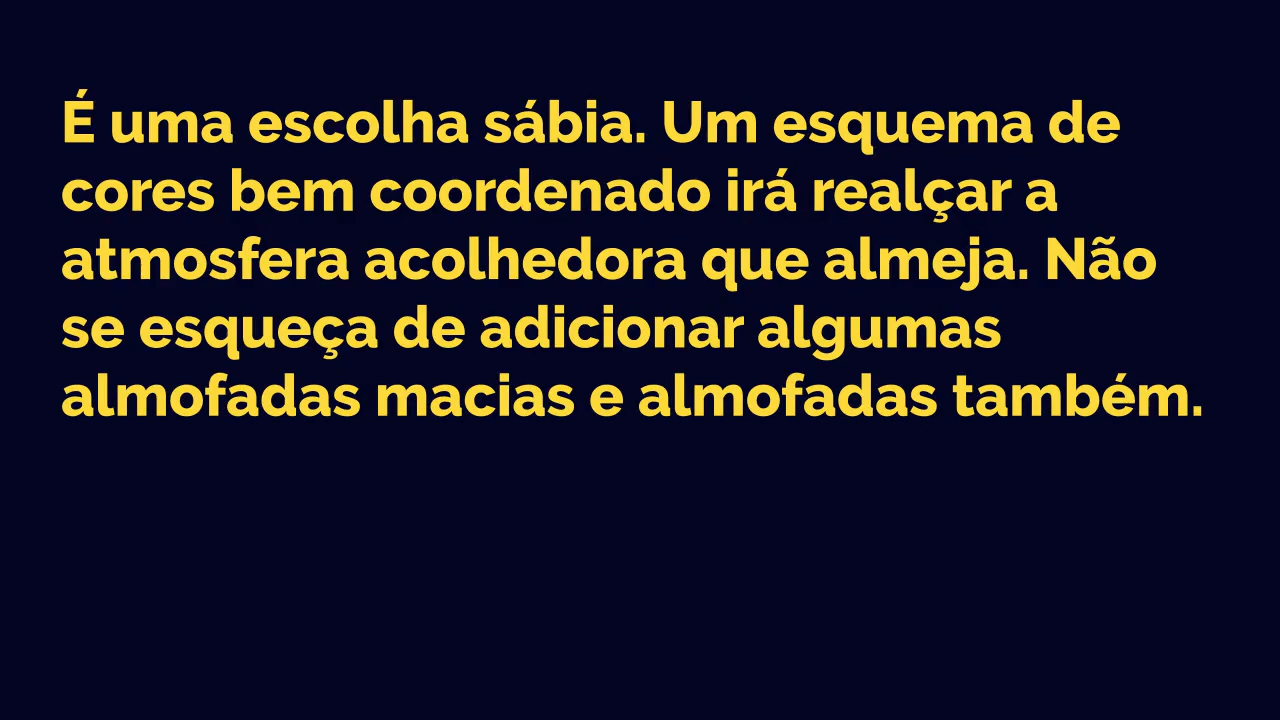 É uma escolha sábia. Um esquema de
cores bem coordenado irá realçar a
atmosfera acolhedora que almeja. Não
se esqueça de adicionar algumas
almofadas macias e almofadas também.